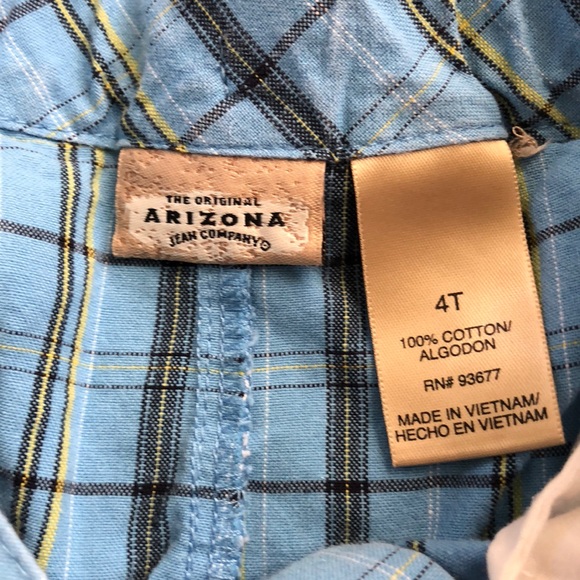 THE ORIGINAL
ARIZONA
JEAN COMPANY
4T
100% COTTON/
ALGODON
RN# 93677
MADE IN VIETNAM/
HECHO EN VIETNAM